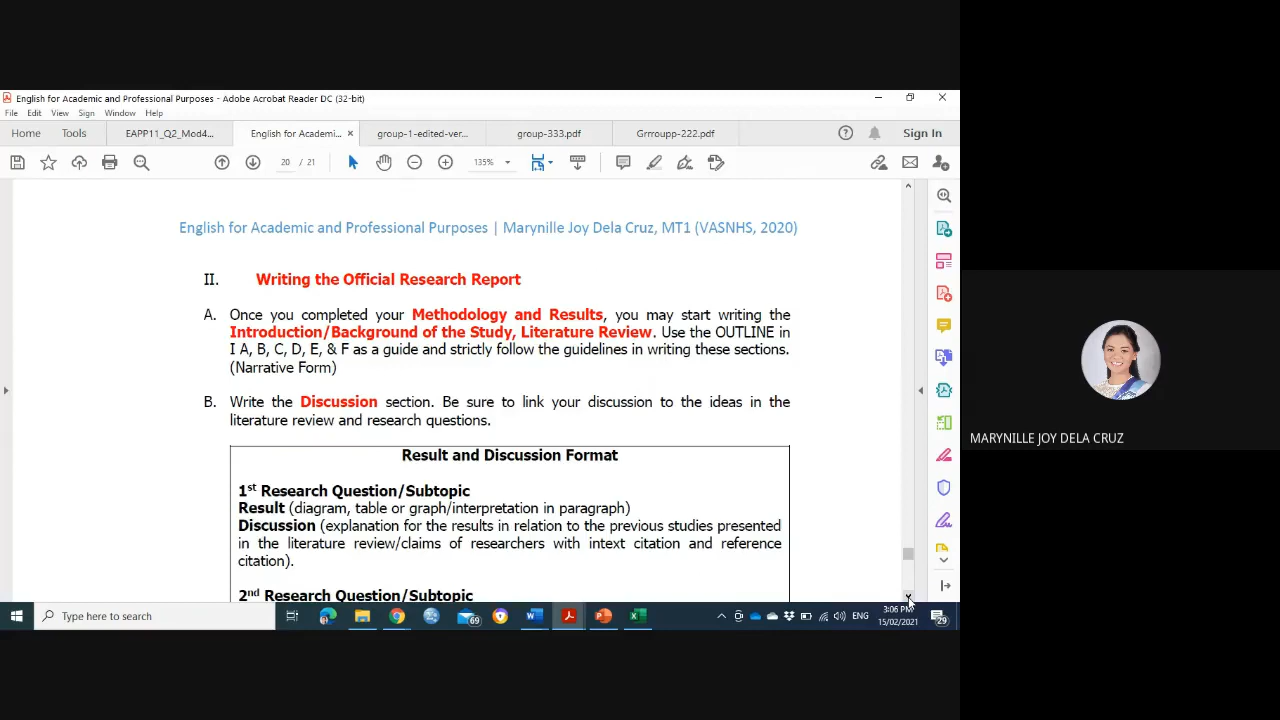 English for Academic and Professional Purposes - Adobe Acrobat Reader DC (32-bit)
File Edit View Sign Window Help
Home Tools EAPP11_Q2_Mod4... English for Academi... × group-1-edited-ver... group-333.pdf Grrroupp-222.pdf Sign In
20 / 21 135%
English for Academic and Professional Purposes | Marynille Joy Dela Cruz, MT1 (VASNHS, 2020)
II. Writing the Official Research Report
A. Once you completed your Methodology and Results, you may start writing the
Introduction/Background of the Study, Literature Review. Use the OUTLINE in
I A, B, C, D, E, & F as a guide and strictly follow the guidelines in writing these sections.
(Narrative Form)
B. Write the Discussion section. Be sure to link your discussion to the ideas in the
literature review and research questions.
Result and Discussion Format
1st Research Question/Subtopic
Result (diagram, table or graph/interpretation in paragraph)
Discussion (explanation for the results in relation to the previous studies presented
in the literature review/claims of researchers with intext citation and reference
citation).
2nd Research Question/Subtopic
MARYNILLE JOY DELA CRUZ
Type here to search
69
ENG
3:06 PM
15/02/2021
29